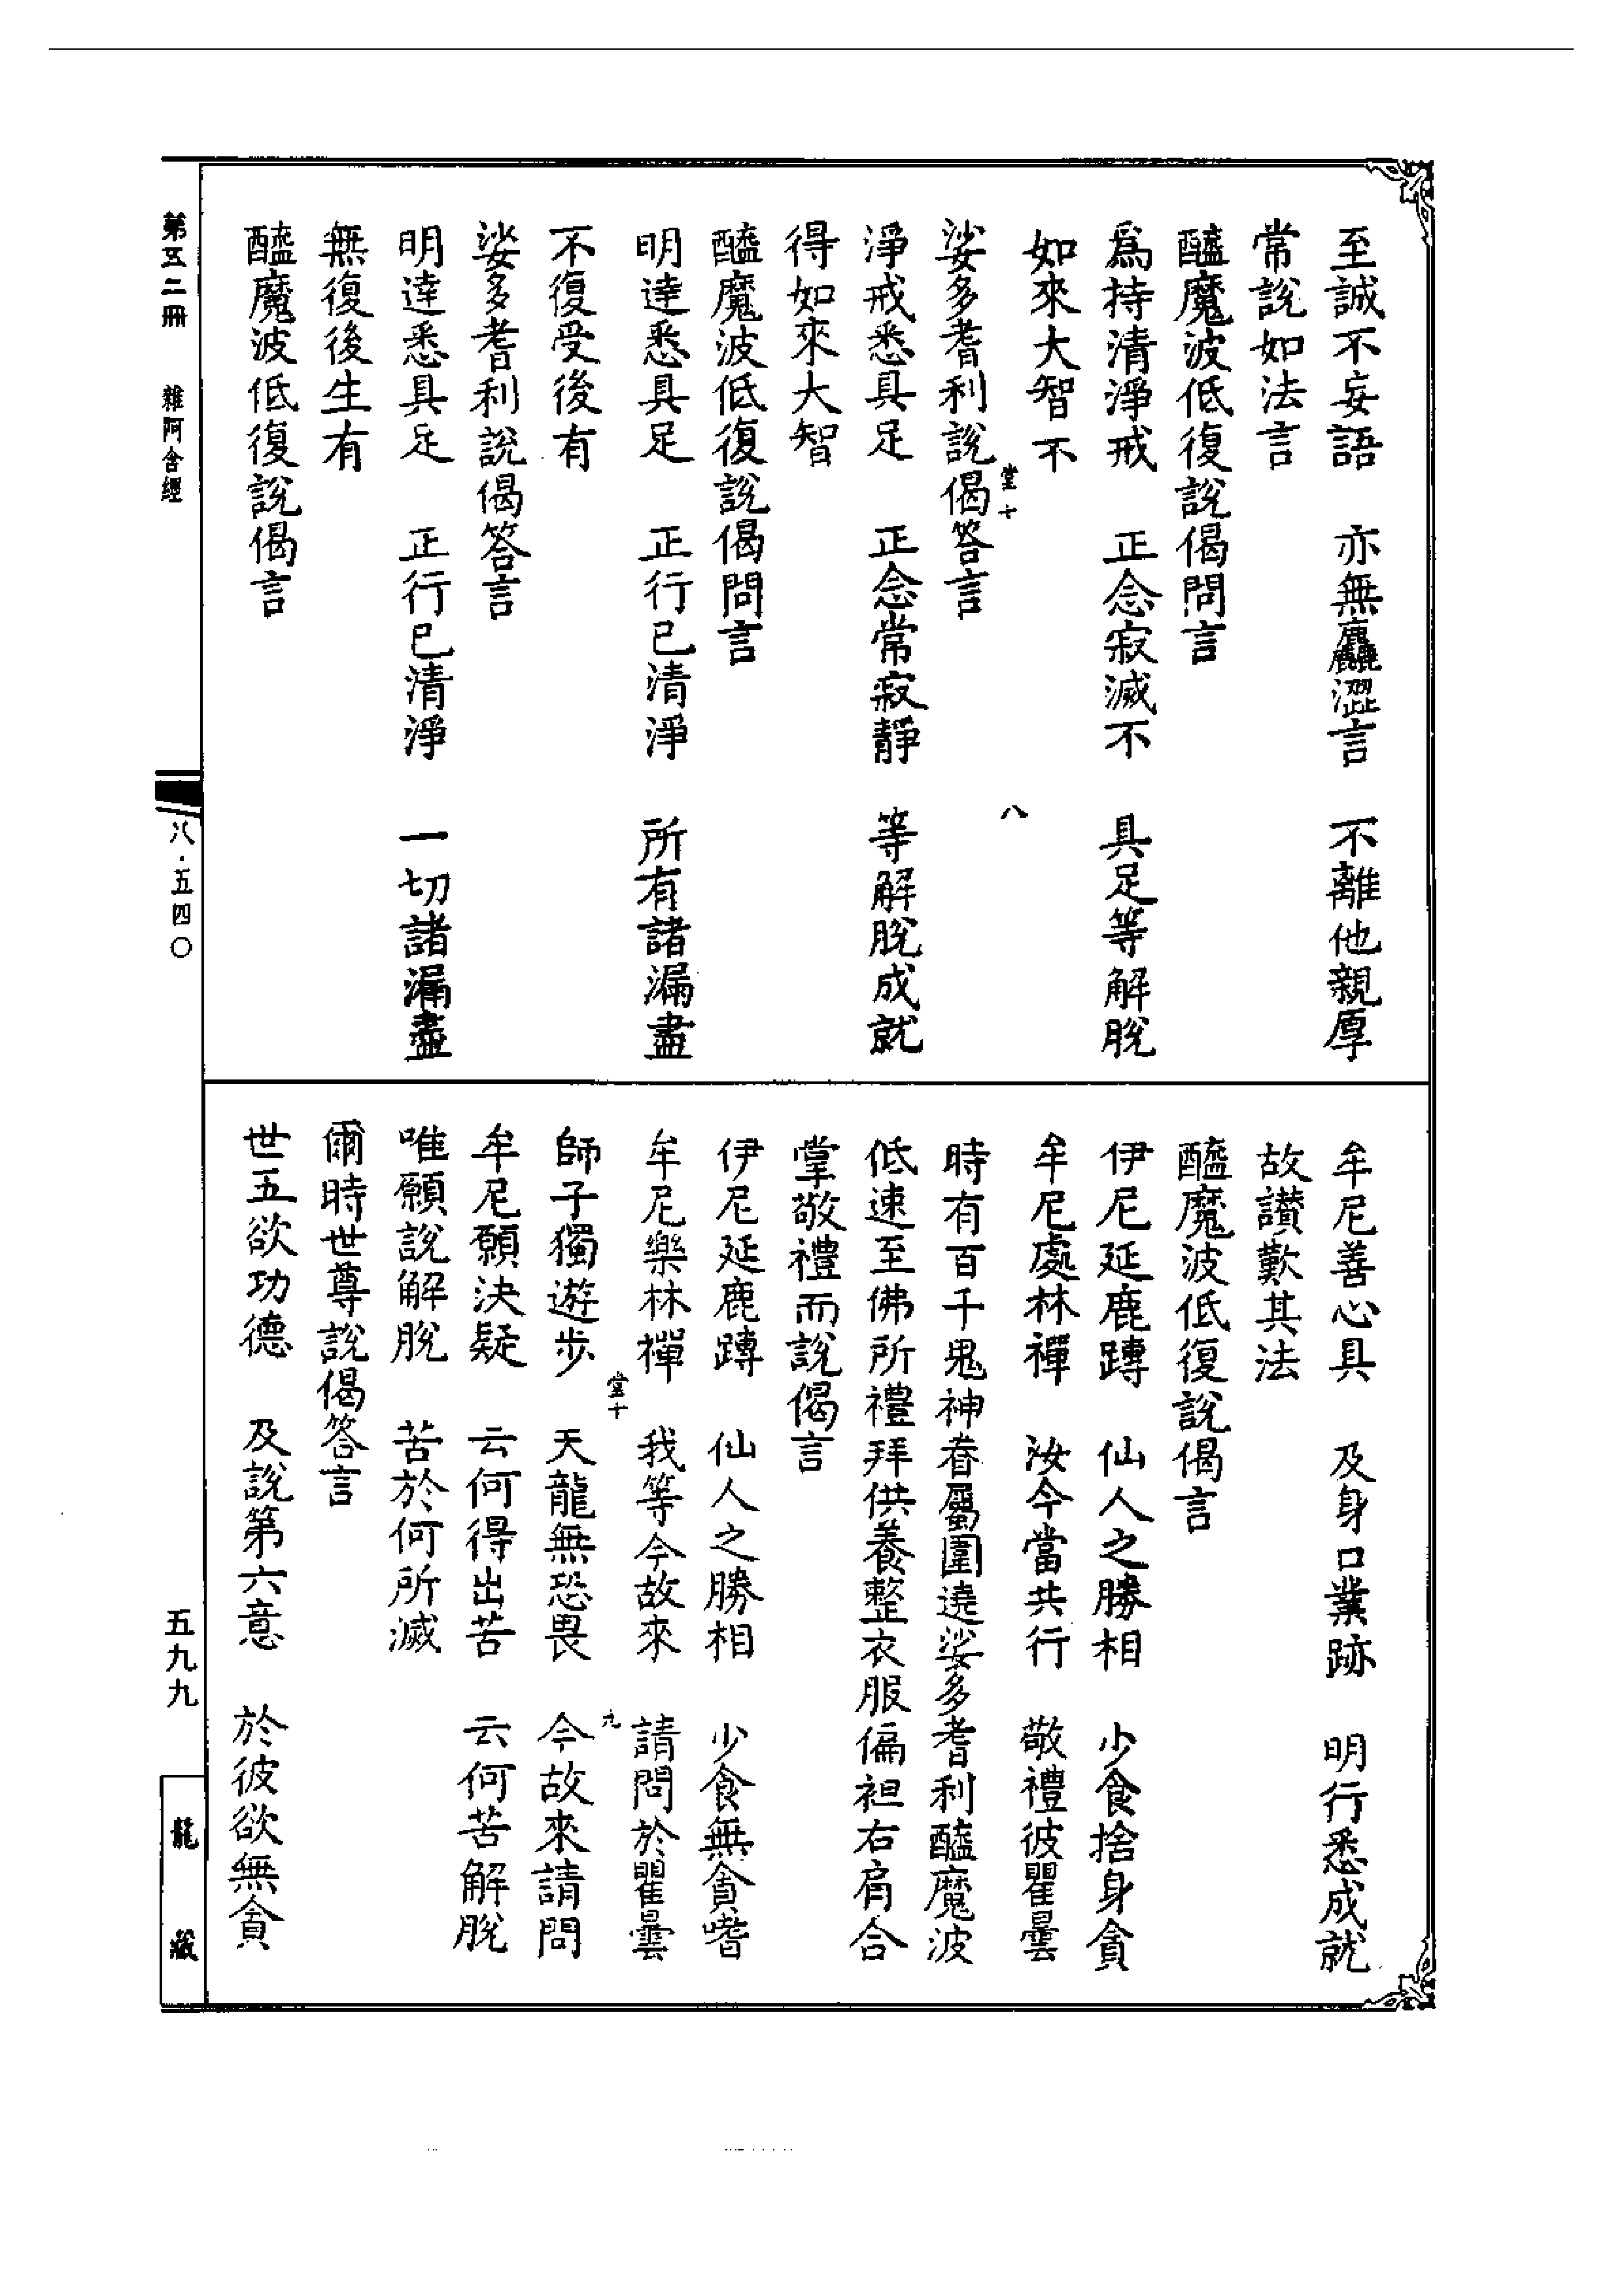 至誠不妄語　亦無麤澀言　不離他親厚
常說如法言
醯魔波低復說偈問言
爲持清淨戒　正念寂滅不　具足等解脫
如來大智不
堂七　八
娑多耆利說偈答言
淨戒悉具足　正念常寂靜　等解脫成就
得如來大智
醯魔波低復說偈問言
明達悉具足　正行已清淨　所有諸漏盡
不復受後有
娑多耆利說偈答言
明達悉具足　正行已清淨　一切諸漏盡
無復後生有
醯魔波低復說偈言
牟尼善心具　及身口業跡　明行悉成就
故讃歎其法
醯魔波低復說偈言
伊尼延鹿蹲　仙人之勝相　少食捨身貪
牟尼處林禪　汝今當共行　敬禮彼瞿曇
時有百千鬼神眷屬圍遶娑多耆利醯魔波
低速至佛所禮拜供養整衣服偏袒右肩合
掌敬禮而說偈言
伊尼延鹿蹲　仙人之勝相　少食無貪嗜
牟尼樂林禪　我等今故來　請問於瞿曇
堂十　九
師子獨遊步　天龍無恐畏　今故來請問
牟尼願決疑　云何得出苦　云何苦解脫
唯願說解脫　苦於何所滅
爾時世尊說偈答言
世五欲功德　及說第六意　於彼欲無貪
第五二冊　雜阿含經
八·五四〇
五九九
龍藏